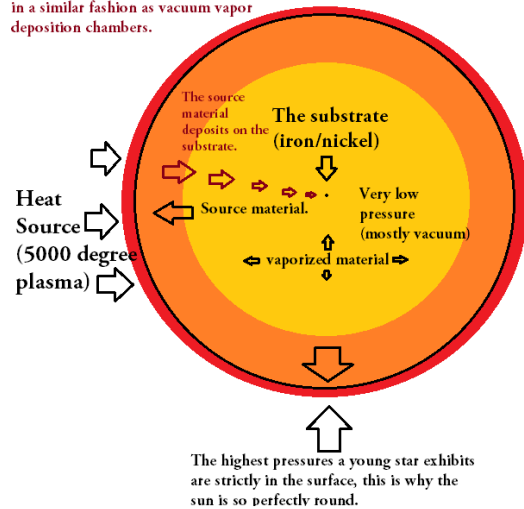 in a similar fashion as vacuum vapor
deposition chambers.
The source
material
deposits on the
substrate.
The substrate
(iron/nickel)
Heat
Source
(5000 degree
plasma)
Source material.
Very low
pressure
(mostly vacuum)
vaporized material
The highest pressures a young star exhibits
are strictly in the surface, this is why the
sun is so perfectly round.